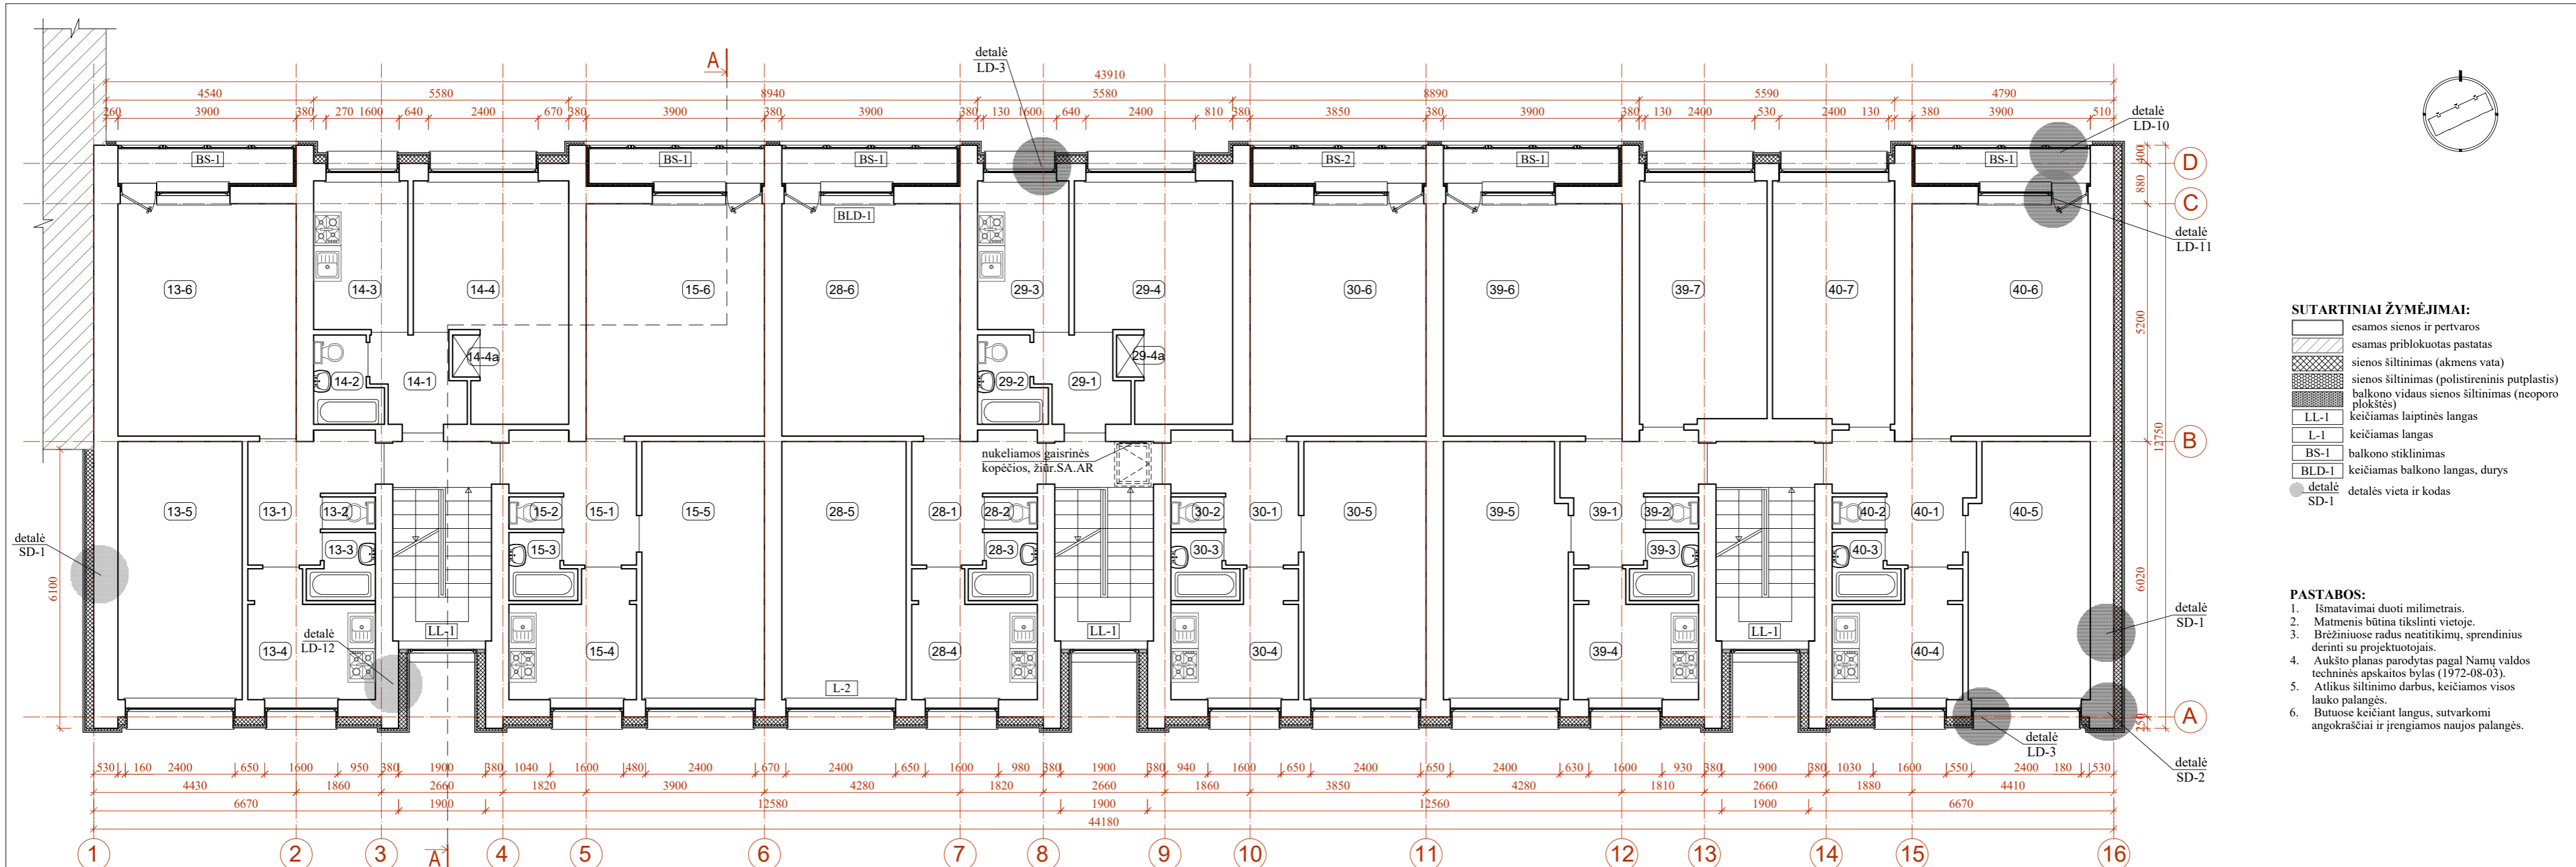 detalė
LD-3
A
43910
4540
5580
8940
5580
8890
5590
4790
260
3900
380
270
1600
640
2400
670
380
3900
380
3900
380
130
1600
640
2400
810
380
3850
380
3900
380
130
2400
530
2400
130
380
3900
510
detalė
LD-10
BS-1
BS-1
BS-1
BS-2
BS-1
BS-1
400
D
880
BLD-1
C
detalė
LD-11
13-6
14-3
14-4
15-6
28-6
29-3
29-4
30-6
39-6
39-7
40-7
40-6
5200
14-4a
29-4a
14-2
14-1
29-2
29-1
B
12750
nukeliamos gaisrinės
kopėčios, žiūr.SA.AR
13-5
13-1
13-2
15-2
15-1
15-5
28-5
28-1
28-2
30-2
30-1
30-5
39-5
39-1
39-2
40-2
40-1
40-5
detalė
SD-1
13-3
15-3
28-3
30-3
39-3
40-3
6100
6020
detalė
SD-1
LL-1
LL-1
LL-1
detalė
LD-12
13-4
15-4
28-4
30-4
39-4
40-4
L-2
A
250
detalė
LD-3
detalė
SD-2
530
160
2400
650
1600
950
380
1900
380
1040
1600
480
2400
670
2400
650
1600
980
380
1900
380
940
1600
650
2400
650
2400
630
1600
930
380
1900
380
1030
1600
550
2400
180
530
4430
1860
2660
1820
3900
4280
1820
2660
1860
3850
4280
1810
2660
1880
4410
6670
1900
12580
1900
12560
1900
6670
44180
1
2
3
A
4
5
6
7
8
9
10
11
12
13
14
15
16
SUTARTINIAI ŽYMĖJIMAI:
esamos sienos ir pertvaros
esamas priblokuotas pastatas
sienos šiltinimas (akmens vata)
sienos šiltinimas (polistireninis putplastis)
balkono vidaus sienos šiltinimas (neoporo
plokštės)
LL-1 keičiamas laiptinės langas
L-1 keičiamas langas
BS-1 balkono stiklinimas
BLD-1 keičiamas balkono langas, durys
detalė
SD-1
detalės vieta ir kodas
PASTABOS:
1. Išmatavimai duoti milimetrais.
2. Matmenis būtina tikslinti vietoje.
3. Brėžiniuose radus neatitikimų, sprendinius
derinti su projektuotojais.
4. Aukšto planas parodytas pagal Namų valdos
techninės apskaitos bylas (1972-08-03).
5. Atlikus šiltinimo darbus, keičiamos visos
lauko palangės.
6. Butuose keičiant langus, sutvarkomi
angokraščiai ir įrengiamos naujos palangės.